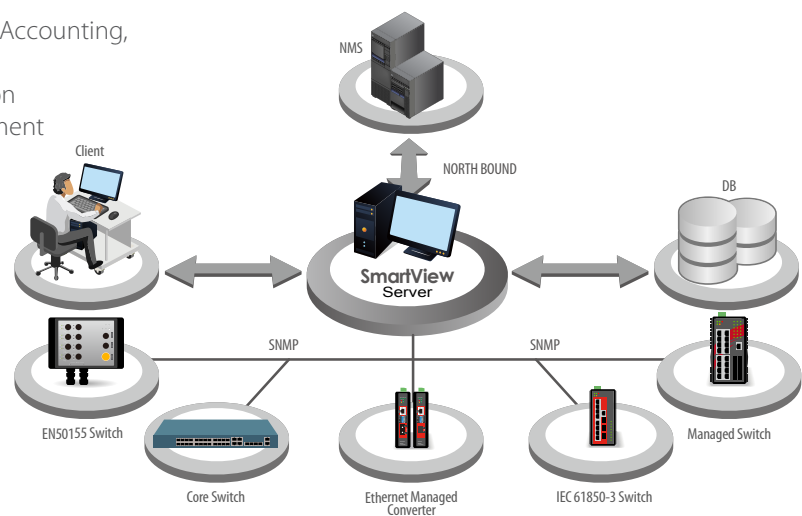 Accounting,
on
nent
NMS
NORTH BOUND
Client
DB
SmartView
Server
SNMP
SNMP
EN50155 Switch
Managed Switch
Core Switch
Ethernet Managed
Converter
IEC 61850-3 Switch